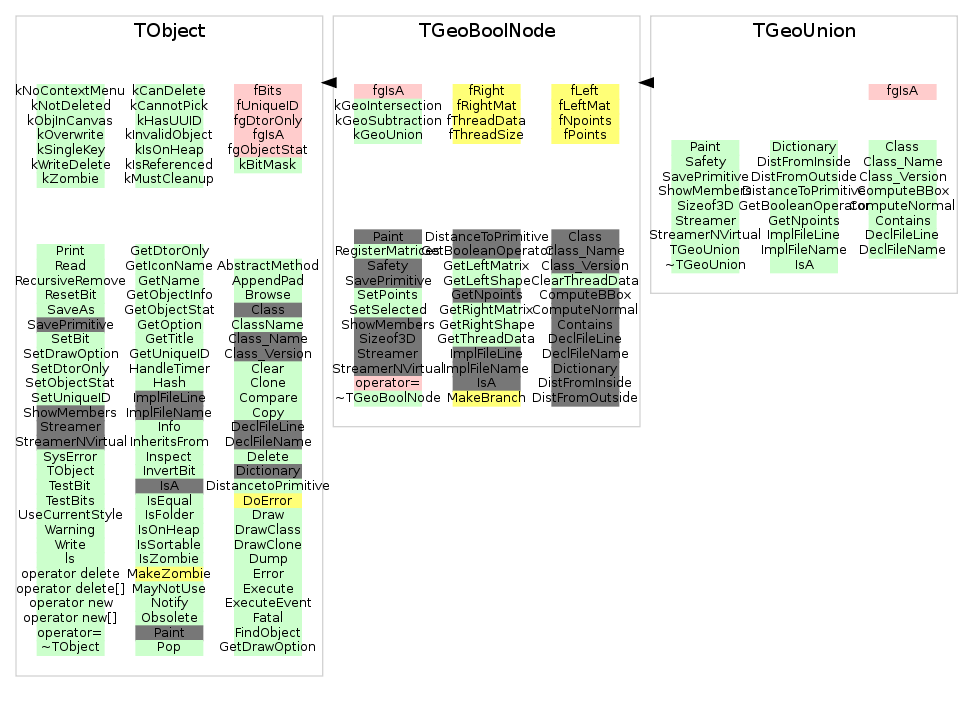 TObject
kNoContextMenu
kNotDeleted
kObjInCanvas
kOverwrite
kSingleKey
kWriteDelete
kZombie
kCanDelete
kCannotPick
kHasUUID
kInvalidObject
kIsOnHeap
kIsReferenced
kMustCleanup
fBits
fUniqueID
fgDtorOnly
fgIsA
fgObjectStat
kBitMask
Print
Read
RecursiveRemove
ResetBit
SaveAs
SavePrimitive
SetBit
SetDrawOption
SetDtorOnly
SetObjectStat
SetUniqueID
ShowMembers
Streamer
StreamerNVirtual
SysError
TObject
TestBit
TestBits
UseCurrentStyle
Warning
Write
ls
operator delete
operator delete[]
operator new
operator new[]
operator=
~TObject
GetDtorOnly
GetIconName
GetName
GetObjectInfo
GetObjectStat
GetOption
GetTitle
GetUniqueID
HandleTimer
Hash
ImplFileLine
ImplFileName
Info
InheritsFrom
Inspect
InvertBit
IsA
IsEqual
IsFolder
IsOnHeap
IsSortable
IsZombie
MakeZombie
MayNotUse
Notify
Obsolete
Paint
Pop
AbstractMethod
AppendPad
Browse
Class
ClassName
Class_Name
Class_Version
Clear
Clone
Compare
Copy
DeclFileLine
DeclFileName
Delete
Dictionary
DistancetoPrimitive
DoError
Draw
DrawClass
DrawClone
Dump
Error
Execute
ExecuteEvent
Fatal
FindObject
GetDrawOption
TGeoBoolNode
fgIsA
kGeoIntersection
kGeoSubtraction
kGeoUnion
fRight
fRightMat
fThreadData
fThreadSize
fLeft
fLeftMat
fNpoints
fPoints
Paint
RegisterMatrices
Safety
SavePrimitive
SetPoints
SetSelected
ShowMembers
Sizeof3D
Streamer
StreamerNVirtual
operator=
~TGeoBoolNode
DistanceToPrimitive
GetBooleanOperator
GetLeftMatrix
GetLeftShape
GetNpoints
GetRightMatrix
GetRightShape
GetThreadData
ImplFileLine
ImplFileName
IsA
MakeBranch
Class
Class_Name
Class_Version
ClearThreadData
ComputeBBox
ComputeNormal
Contains
DeclFileLine
DeclFileName
Dictionary
DistFromInside
DistFromOutside
TGeoUnion
fgIsA
Paint
Safety
SavePrimitive
ShowMembers
Sizeof3D
Streamer
StreamerNVirtual
TGeoUnion
~TGeoUnion
Dictionary
DistFromInside
DistFromOutside
DistanceToPrimitive
GetBooleanOperator
GetNpoints
ImplFileLine
ImplFileName
IsA
Class
Class_Name
Class_Version
ComputeBBox
ComputeNormal
Contains
DeclFileLine
DeclFileName